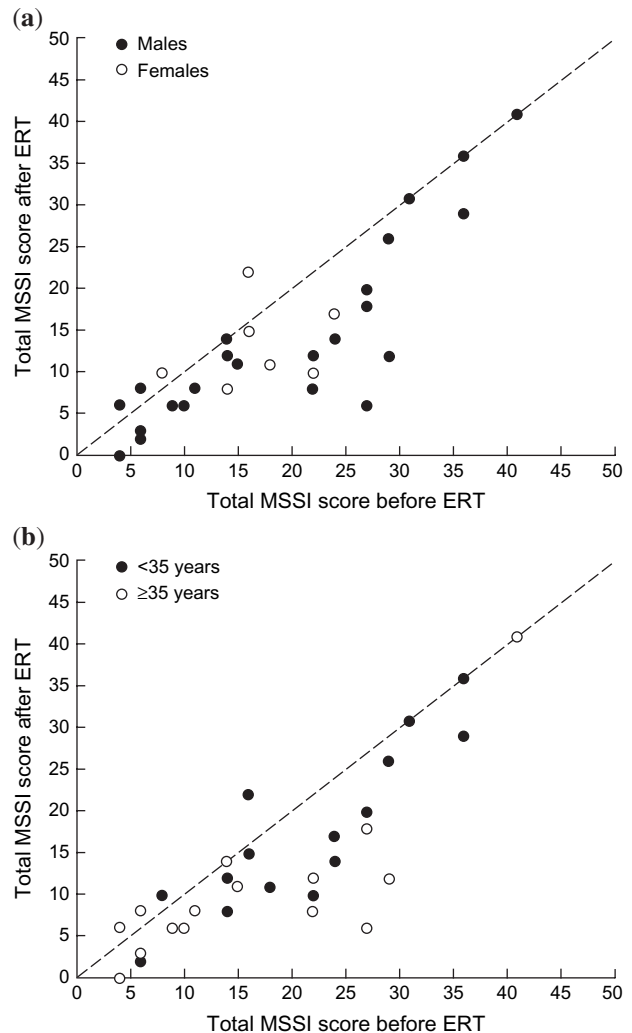 (a)
50
45
40
35
30
25
20
15
10
5
0
Total MSSI score after ERT
Males
Females
0 5 10 15 20 25 30 35 40 45 50
Total MSSI score before ERT
(b)
50
45
40
35
30
25
20
15
10
5
0
Total MSSI score after ERT
<35 years
≥35 years
0 5 10 15 20 25 30 35 40 45 50
Total MSSI score before ERT